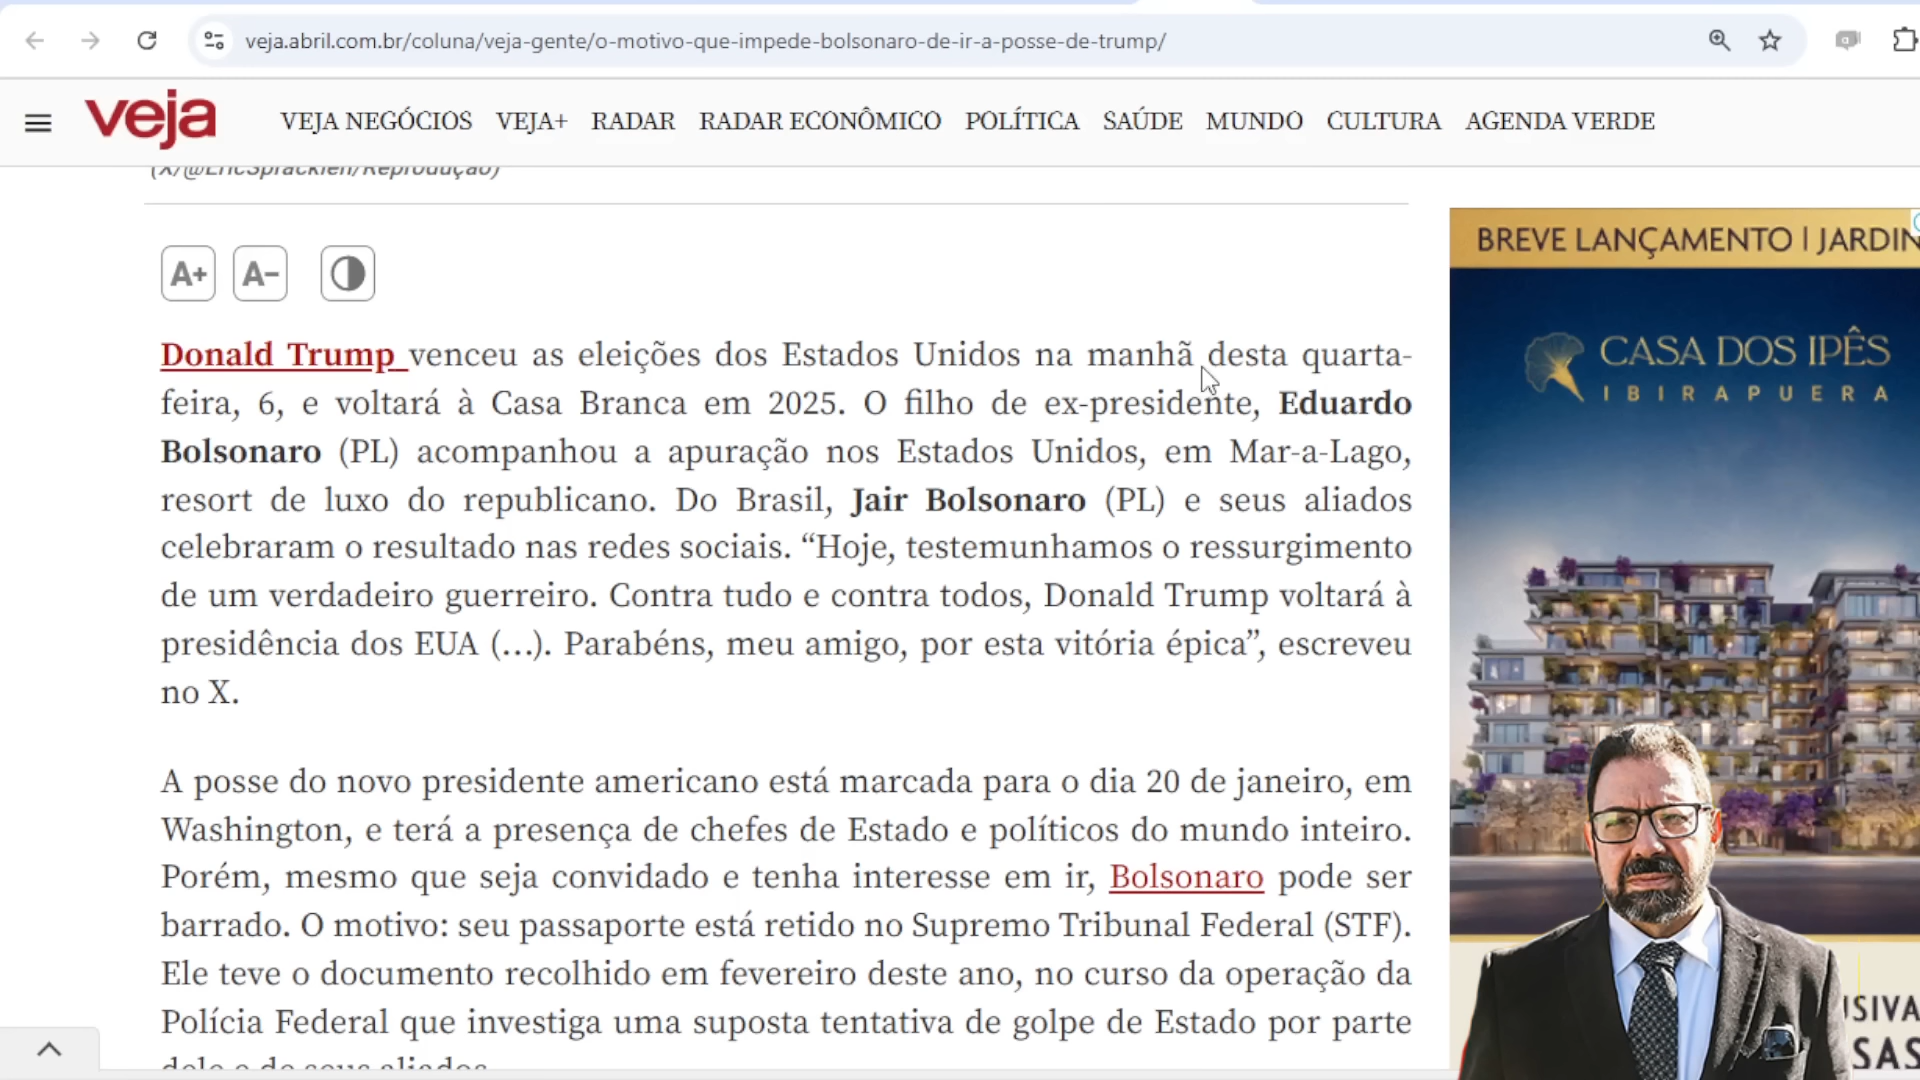 veja.abril.com.br/coluna/veja-gente/o-motivo-que-impede-bolsonaro-de-ir-a-posse-de-trump/
veja VEJA NEGÓCIOS VEJA+ RADAR RADAR ECONÔMICO POLÍTICA SAÚDE MUNDO CULTURA AGENDA VERDE
(X/@EricSpracklen/Reprodução)
A+ A-
Donald Trump venceu as eleições dos Estados Unidos na manhã desta quarta-
feira, 6, e voltará à Casa Branca em 2025. O filho de ex-presidente, Eduardo
Bolsonaro (PL) acompanhou a apuração nos Estados Unidos, em Mar-a-Lago,
resort de luxo do republicano. Do Brasil, Jair Bolsonaro (PL) e seus aliados
celebraram o resultado nas redes sociais. “Hoje, testemunhamos o ressurgimento
de um verdadeiro guerreiro. Contra tudo e contra todos, Donald Trump voltará à
presidência dos EUA (…). Parabéns, meu amigo, por esta vitória épica”, escreveu
no X.
A posse do novo presidente americano está marcada para o dia 20 de janeiro, em
Washington, e terá a presença de chefes de Estado e políticos do mundo inteiro.
Porém, mesmo que seja convidado e tenha interesse em ir, Bolsonaro pode ser
barrado. O motivo: seu passaporte está retido no Supremo Tribunal Federal (STF).
Ele teve o documento recolhido em fevereiro deste ano, no curso da operação da
Polícia Federal que investiga uma suposta tentativa de golpe de Estado por parte
dele e de seus aliados.
BREVE LANÇAMENTO | JARDIN
CASA DOS IPÊS
IBIRAPUERA
USIVA
SAS